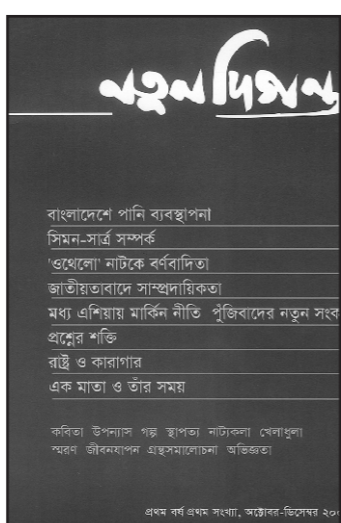 নতুন দিগন্ত
বাংলাদেশে পানি ব্যবস্থাপনা
সিমন-সার্ত্র সম্পর্ক
'ওথেলো' নাটকে বর্ণবাদিতা
জাতীয়তাবাদে সাম্প্রদায়িকতা
মধ্য এশিয়ায় মার্কিন নীতি পুঁজিবাদের নতুন সংক
প্রশ্নের শক্তি
রাষ্ট্র ও কারাগার
এক মাতা ও তাঁর সময়
কবিতা উপন্যাস গল্প স্থাপত্য নাট্যকলা খেলাধুলা
স্মরণ জীবনযাপন গ্রন্থসমালোচনা অভিজ্ঞতা
প্রথম বর্ষ প্রথম সংখ্যা, অক্টোবর-ডিসেম্বর ২০০